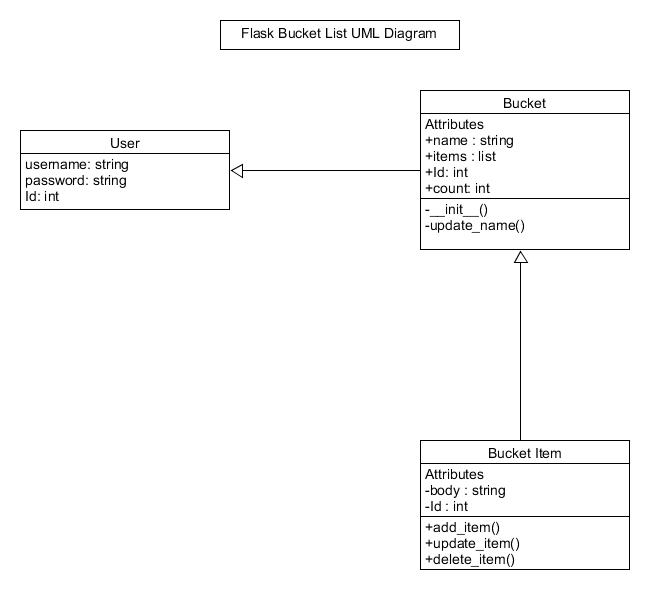 Flask Bucket List UML Diagram
User
username: string
password: string
Id: int
Bucket
Attributes
+name : string
+items : list
+Id: int
+count: int
-__init__()
-update_name()
Bucket Item
Attributes
-body : string
-Id : int
+add_item()
+update_item()
+delete_item()